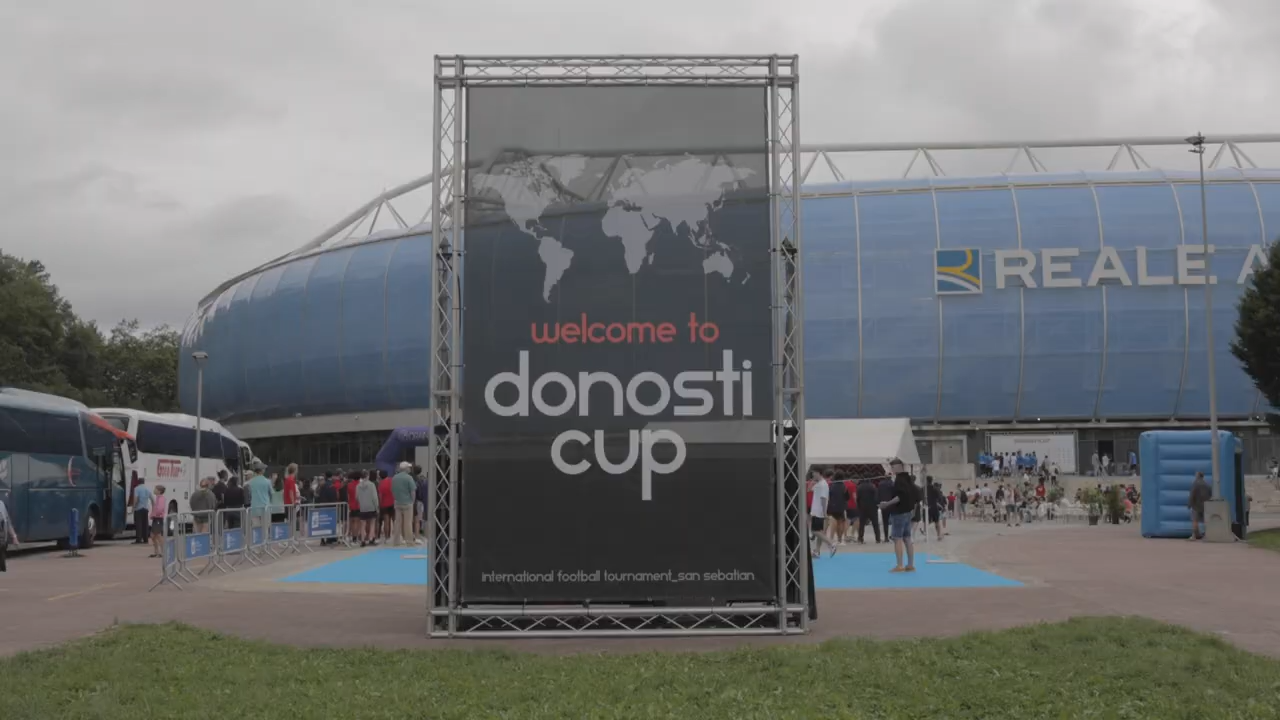 welcome to
donosti
cup
international football tournament_san sebatian
REALE A